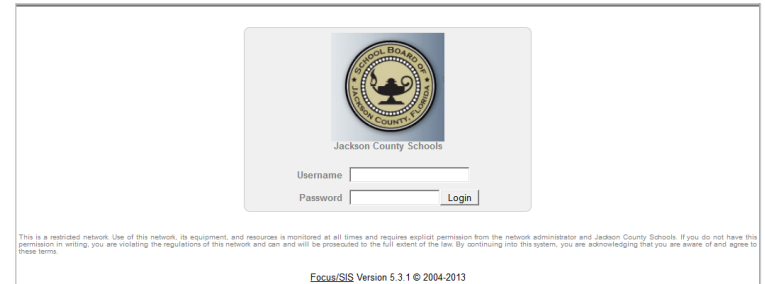 SCHOOL BOARD OF
JACKSON COUNTY, FLORIDA
Jackson County Schools
Username
Password
Login
This is a restricted network. Use of this network, its equipment, and resources is monitored at all times and requires explicit permission from the network administrator and Jackson County Schools. If you do not have this
permission in writing, you are violating the regulations of this network and can and will be prosecuted to the full extent of the law. By continuing into this system, you are acknowledging that you are aware of and agree to
these terms.
Focus/SIS Version 5.3.1 © 2004-2013